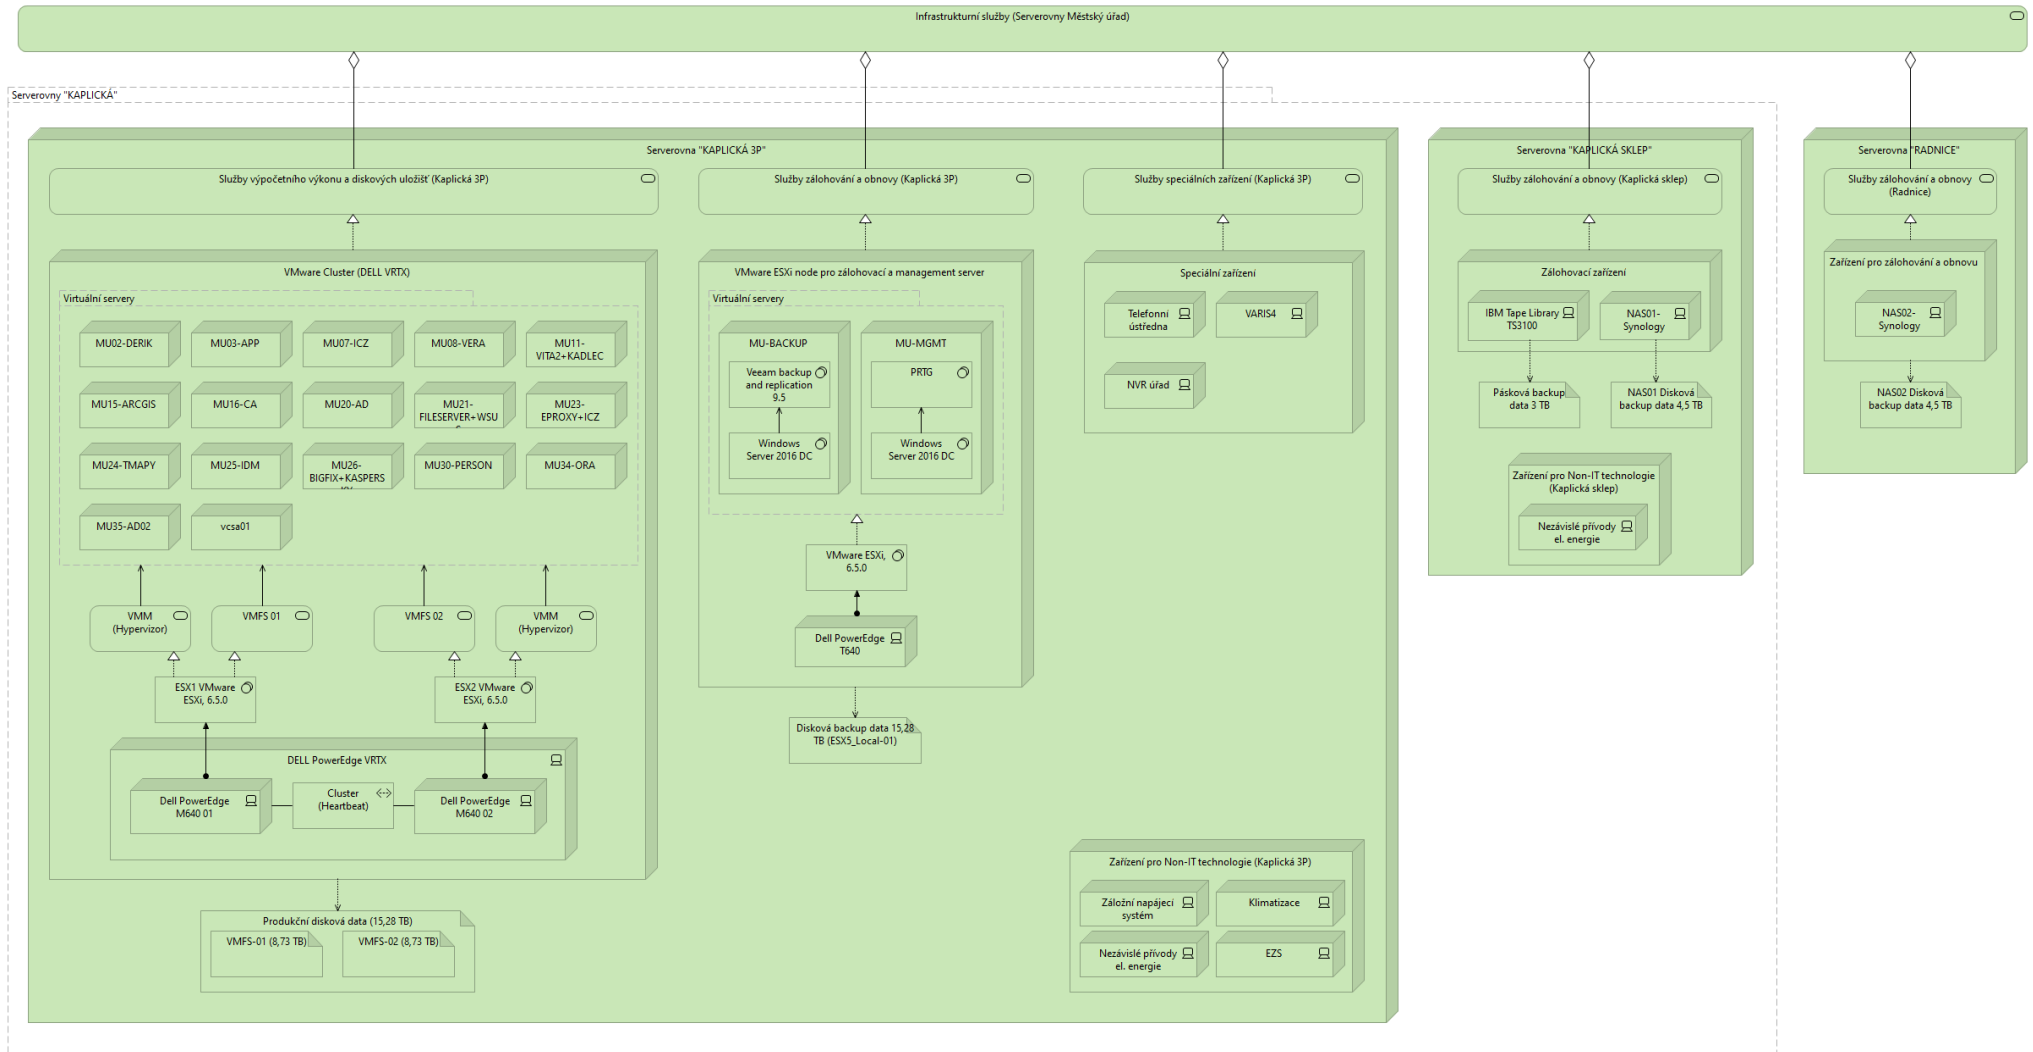 Infrastrukturní služby (Serverovny Městský úřad)
Serverovny "KAPLICKÁ"
Serverovna "KAPLICKÁ 3P"
Služby výpočetního výkonu a diskových uložišť (Kaplická 3P)
VMware Cluster (DELL VRTX)
Virtuální servery
MU02-DERIK
MU03-APP
MU07-ICZ
MU08-VERA
MU11-
VITA2+KADLEC
MU15-ARCGIS
MU16-CA
MU20-AD
MU21-
FILESERVER+WSU
MU23-
EPROXY+ICZ
MU24-TMAPY
MU25-IDM
MU26-
BIGFIX+KASPERS
MU30-PERSON
MU34-ORA
MU35-AD02
vcsa01
VMM
(Hypervizor)
VMFS 01
VMFS 02
VMM
(Hypervizor)
ESX1 VMware
ESXi, 6.5.0
ESX2 VMware
ESXi, 6.5.0
DELL PowerEdge VRTX
Dell PowerEdge
M640 01
Cluster
(Heartbeat)
Dell PowerEdge
M640 02
Produkční disková data (15,28 TB)
VMFS-01 (8,73 TB)
VMFS-02 (8,73 TB)
Služby zálohování a obnovy (Kaplická 3P)
VMware ESXi node pro zálohovací a management server
Virtuální servery
MU-BACKUP
Veeam backup
and replication
9.5
Windows
Server 2016 DC
MU-MGMT
PRTG
Windows
Server 2016 DC
VMware ESXi,
6.5.0
Dell PowerEdge
T640
Disková backup data 15,28
TB (ESX5_Local-01)
Služby speciálních zařízení (Kaplická 3P)
Speciální zařízení
Telefonní
ústředna
VARIS4
NVR úřad
Zařízení pro Non-IT technologie (Kaplická 3P)
Záložní napájecí
systém
Klimatizace
Nezávislé přívody
el. energie
EZS
Serverovna "KAPLICKÁ SKLEP"
Služby zálohování a obnovy (Kaplická sklep)
Zálohovací zařízení
IBM Tape Library
TS3100
NAS01-
Synology
Pásková backup
data 3 TB
NAS01 Disková
backup data 4,5 TB
Zařízení pro Non-IT technologie
(Kaplická sklep)
Nezávislé přívody
el. energie
Serverovna "RADNICE"
Služby zálohování a obnovy
(Radnice)
Zařízení pro zálohování a obnovu
NAS02-
Synology
NAS02 Disková
backup data 4,5 TB